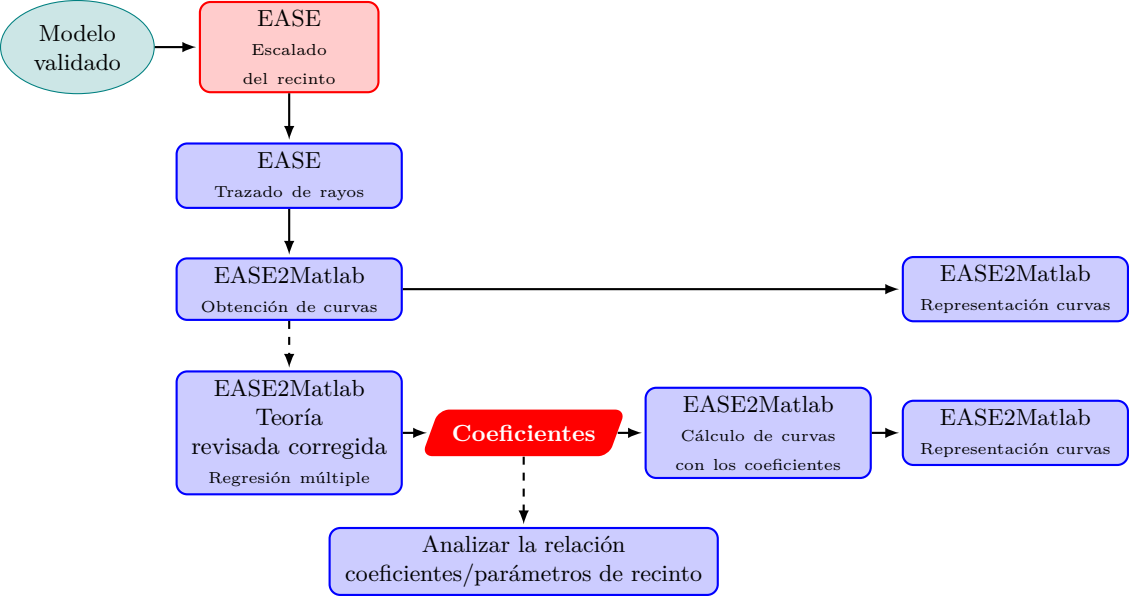 Modelo
validado
EASE
Escalado
del recinto
EASE
Trazado de rayos
EASE2Matlab
Obtención de curvas
EASE2Matlab
Representación curvas
EASE2Matlab
Teoría
revisada corregida
Regresión múltiple
Coeficientes
EASE2Matlab
Cálculo de curvas
con los coeficientes
EASE2Matlab
Representación curvas
Analizar la relación
coeficientes/parámetros de recinto